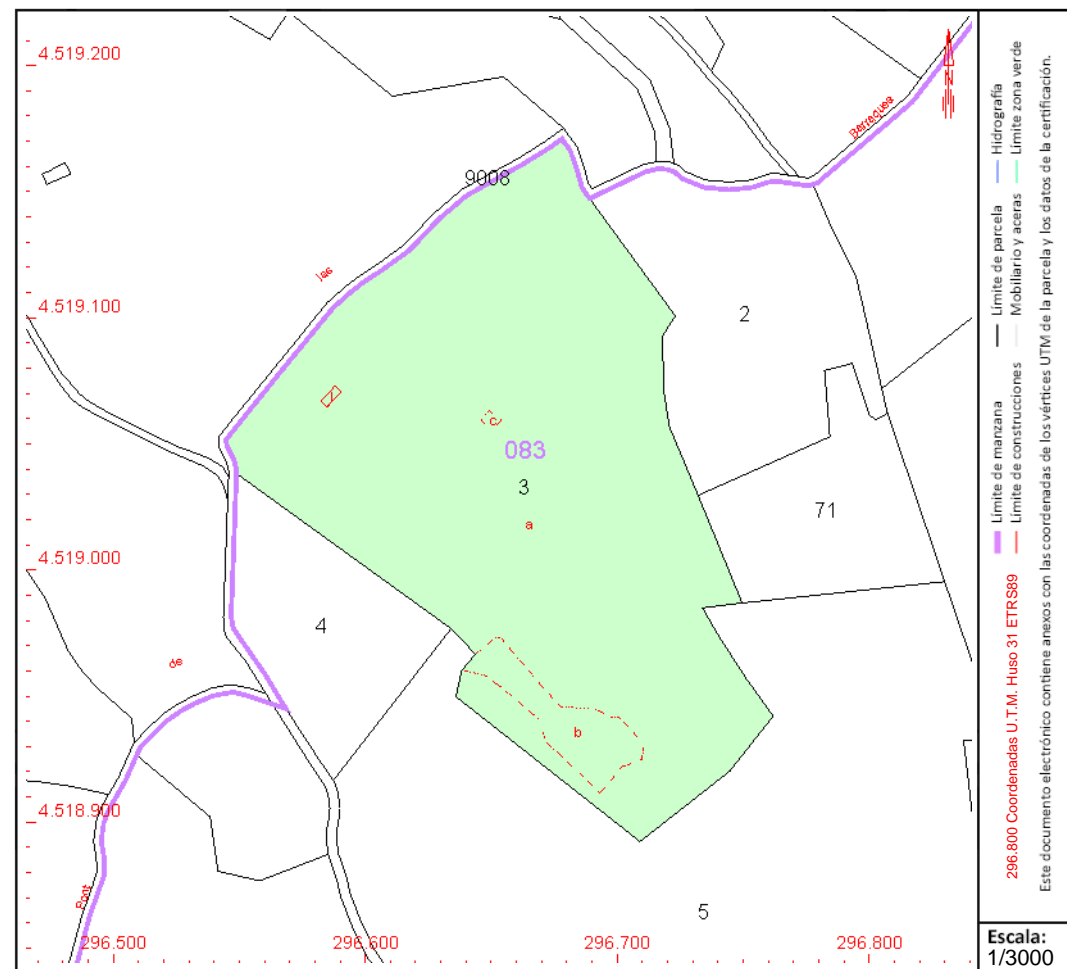 4.519.200
Berreques
9008
les
4.519.100
2
c
083
3
71
a
4.519.000
4
de
b
4.518.900
Pont
5
296.500
296.600
296.700
296.800
N
296.800 Coordenadas U.T.M. Huso 31 ETRS89
Límite de manzana
Límite de parcela
Hidrografía
Límite de construcciones
Mobiliario y aceras
Límite zona verde
Este documento electrónico contiene anexos con las coordenadas de los vértices UTM de la parcela y los datos de la certificación.
Escala:
1/3000